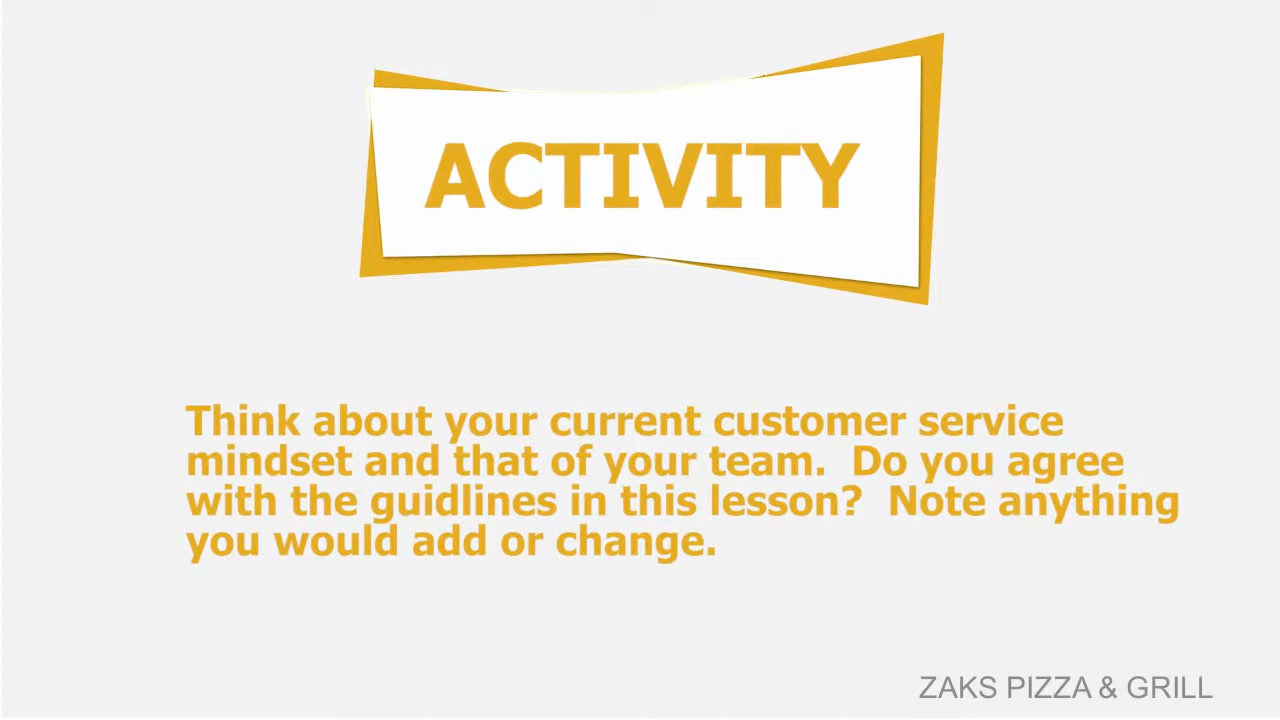 ACTIVITY
Think about your current customer service
mindset and that of your team.  Do you agree
with the guidlines in this lesson?  Note anything
you would add or change.
ZAKS PIZZA & GRILL